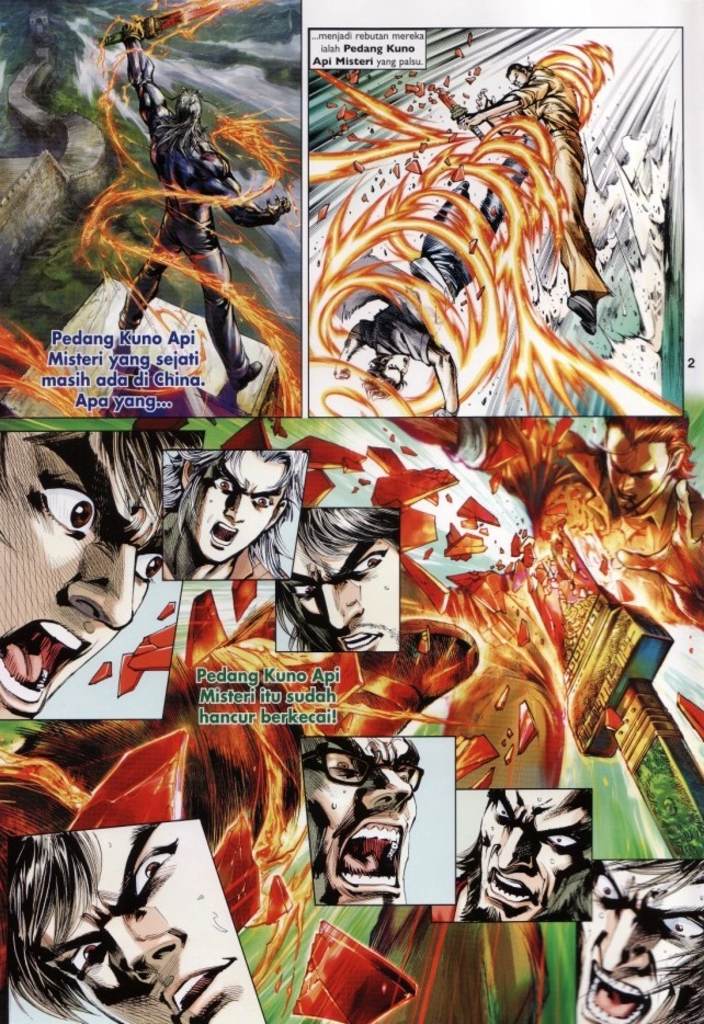 Pedang Kuno Api
Misteri yang sejati
masih ada di China.
Apa yang...
...menjadi rebutan mereka
ialah Pedang Kuno
Api Misteri yang palsu.
2
Pedang Kuno Api
Misteri itu sudah
hancur berkecai!